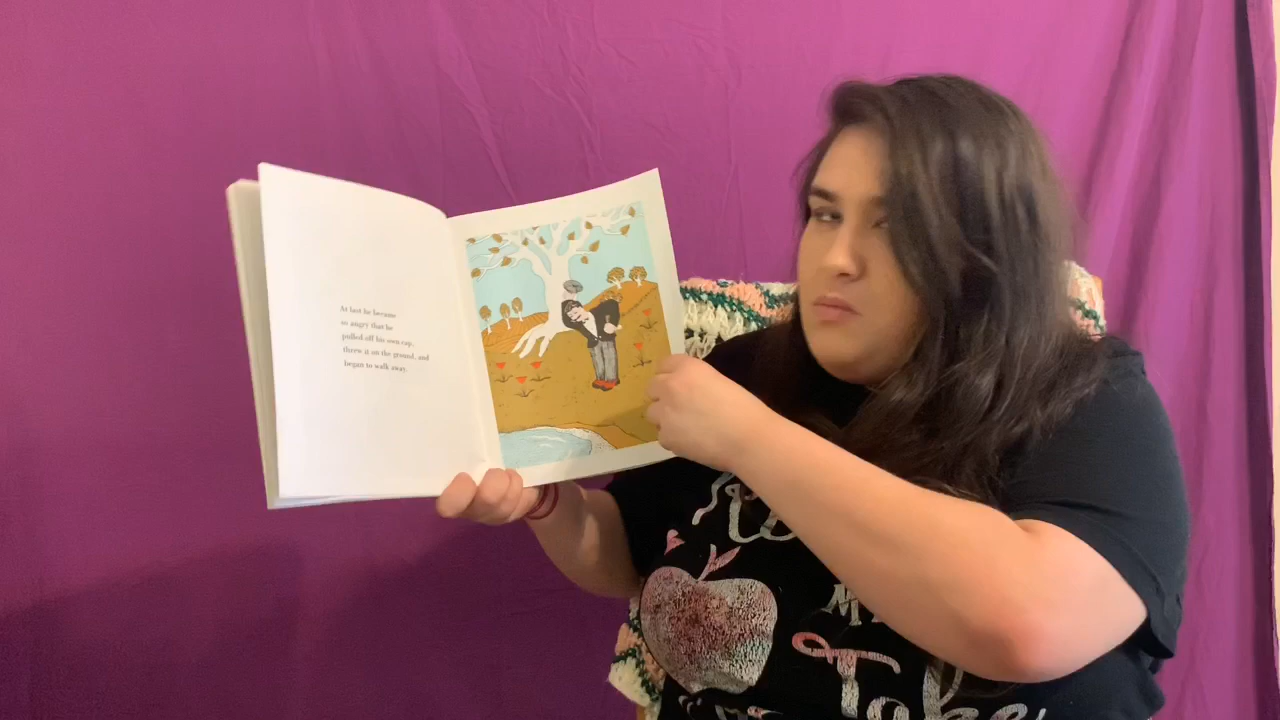 At last he became
so angry that he
pulled off his own cap,
threw it on the ground, and
began to walk away.